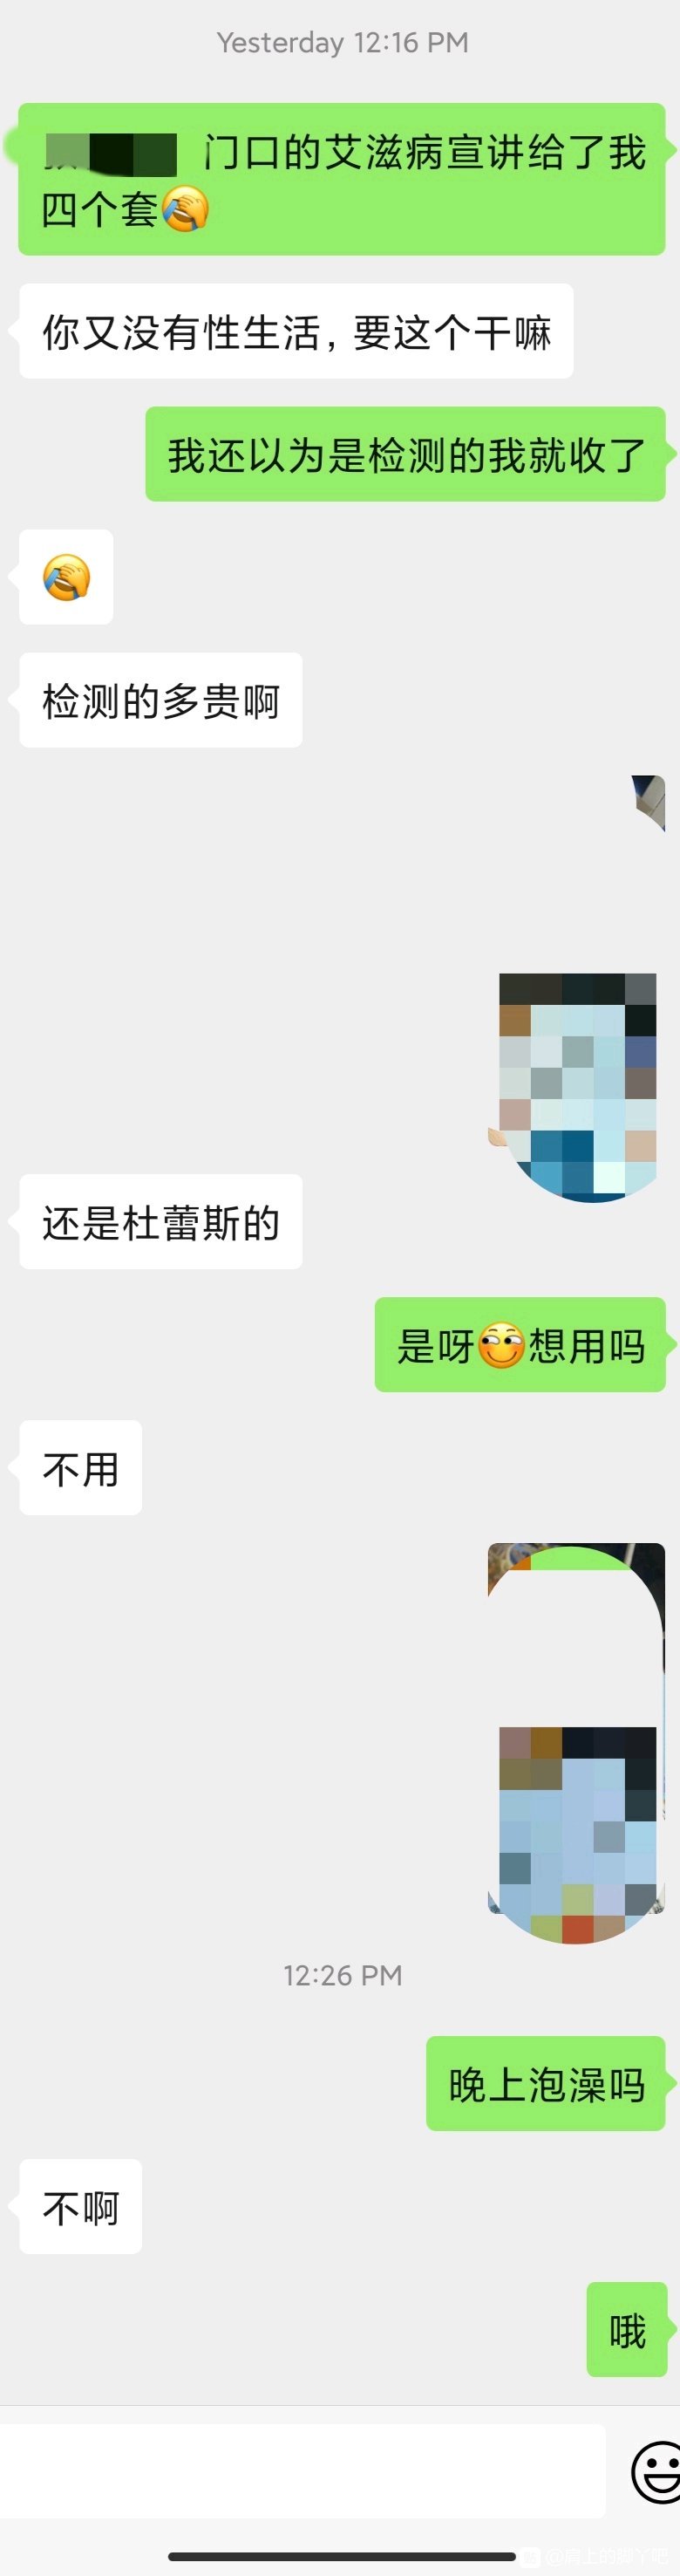 Yesterday 12:16 PM
门口的艾滋病宣讲给了我
四个套🤦
你又没有性生活，要这个干嘛
我还以为是检测的我就收了
🤦
检测的多贵啊
还是杜蕾斯的
是呀想用吗
不用
12:26 PM
晚上泡澡吗
不啊
哦